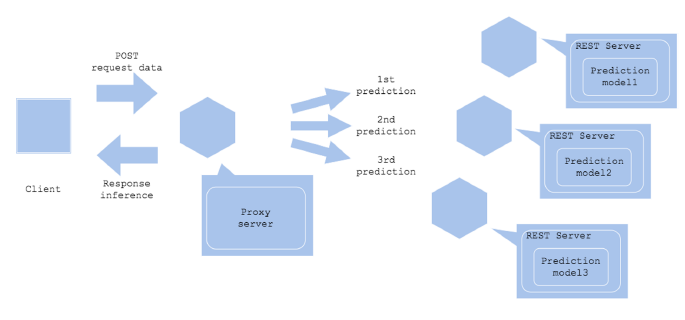 POST
request data
Client
Response
inference
Proxy
server
1st
prediction
2nd
prediction
3rd
prediction
REST Server
Prediction
model1
REST Server
Prediction
model2
REST Server
Prediction
model3